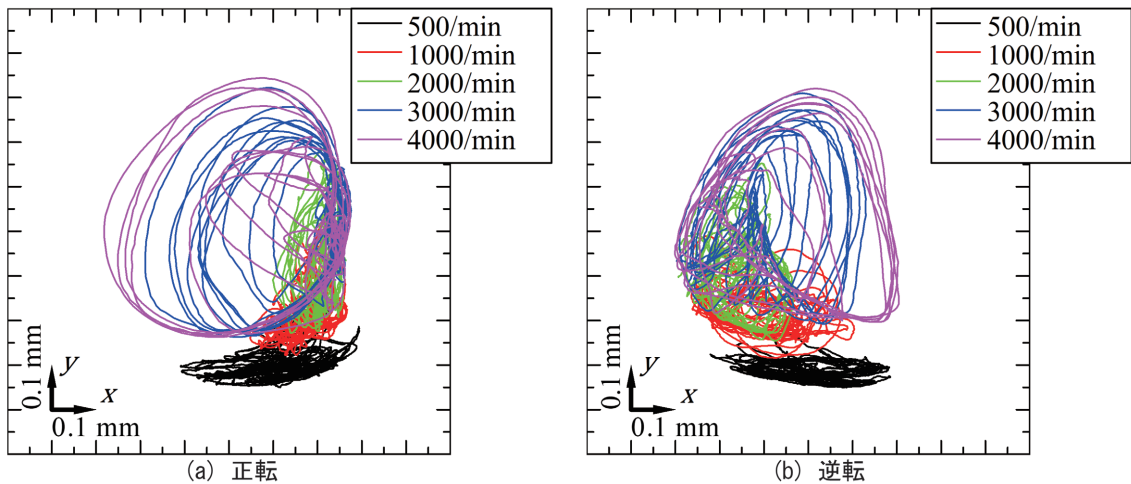 500/min
1000/min
2000/min
3000/min
4000/min
y
x
0.1 mm
0.1 mm
(a) 正転
500/min
1000/min
2000/min
3000/min
4000/min
y
x
0.1 mm
0.1 mm
(b) 逆転